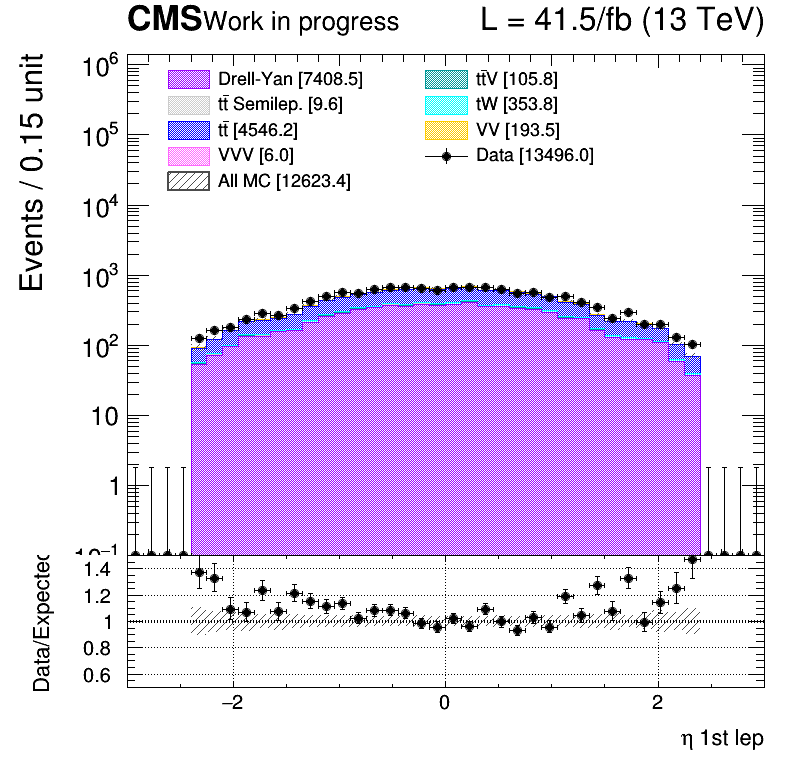 CMS Work in progress L = 41.5/fb (13 TeV)
Events / 0.15 unit
Drell-Yan [7408.5]
tt̄ Semilep. [9.6]
tt̄ [4546.2]
VVV [6.0]
All MC [12623.4]
tt̄V [105.8]
tW [353.8]
VV [193.5]
Data [13496.0]
10⁶
10⁵
10⁴
10³
10²
10
1
10⁻¹
Data/Expected
1.4
1.2
1
0.8
0.6
−2 0 2
η 1st lep